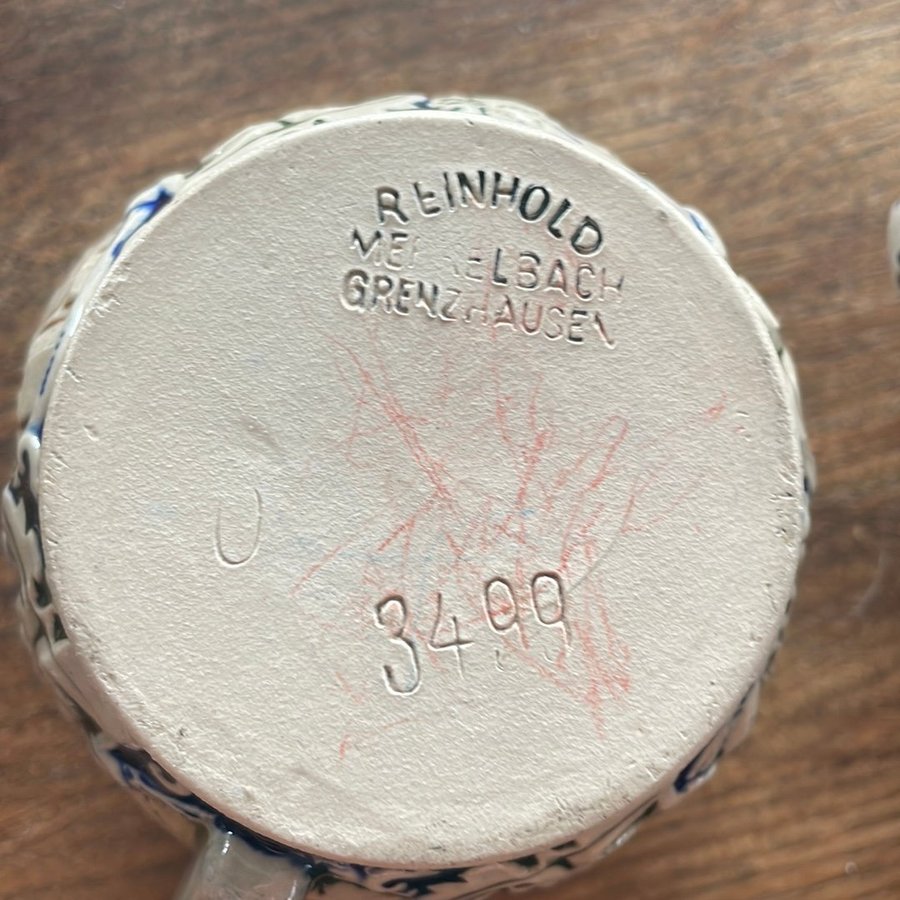 REINHOLD
MERKELBACH
GRENZHAUSEN
U
3499